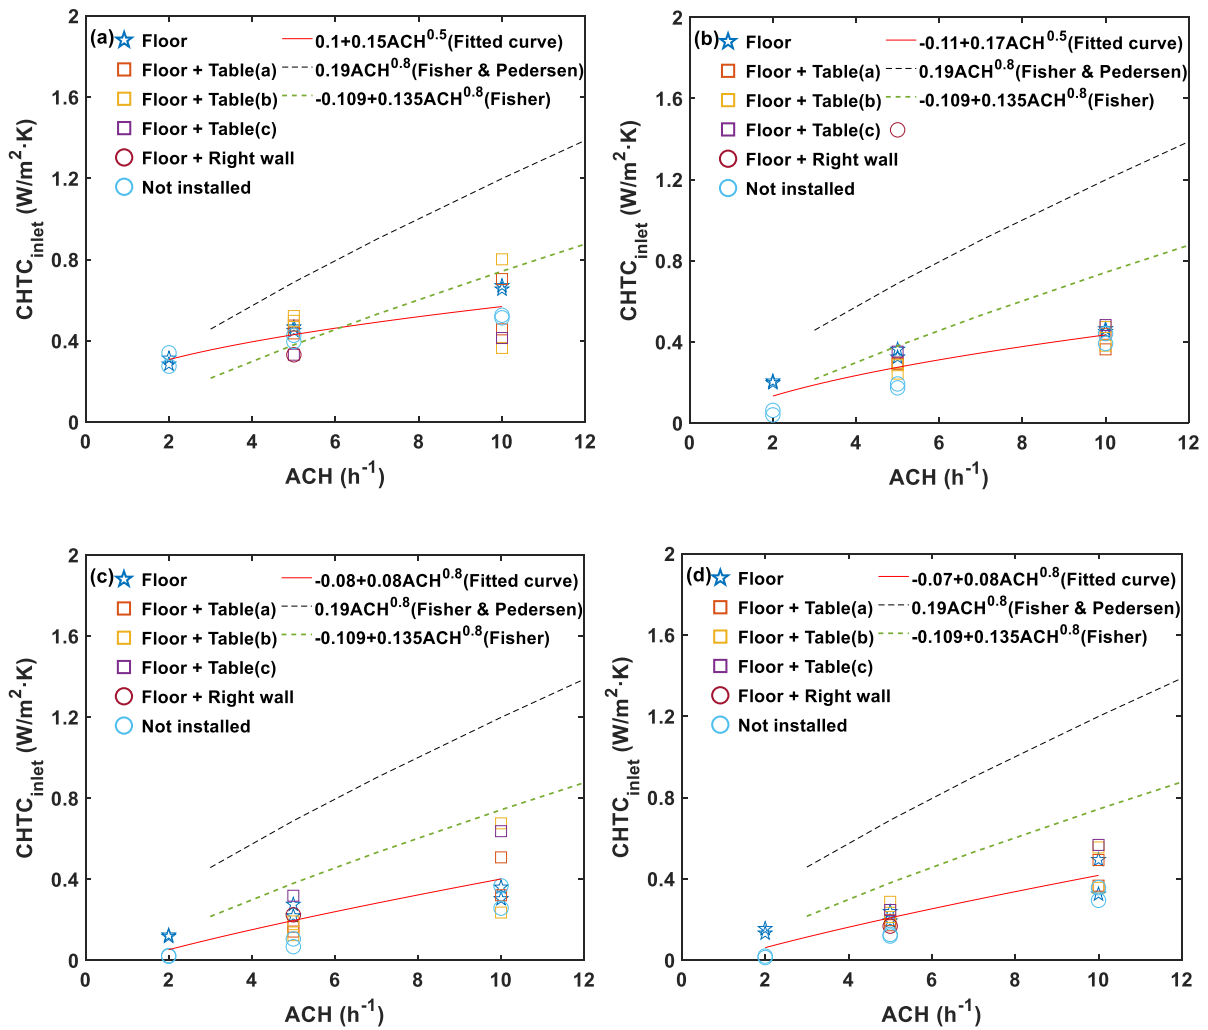 (a)
Floor
Floor + Table(a)
Floor + Table(b)
Floor + Table(c)
Floor + Right wall
Not installed
0.1+0.15ACH^0.5(Fitted curve)
0.19ACH^0.8(Fisher & Pedersen)
-0.109+0.135ACH^0.8(Fisher)
2
1.6
1.2
0.8
0.4
0
0 2 4 6 8 10 12
CHTC_inlet (W/m^2·K)
ACH (h^-1)
(b)
Floor
Floor + Table(a)
Floor + Table(b)
Floor + Table(c)
Floor + Right wall
Not installed
-0.11+0.17ACH^0.5(Fitted curve)
0.19ACH^0.8(Fisher & Pedersen)
-0.109+0.135ACH^0.8(Fisher)
2
1.6
1.2
0.8
0.4
0
0 2 4 6 8 10 12
CHTC_inlet (W/m^2·K)
ACH (h^-1)
(c)
Floor
Floor + Table(a)
Floor + Table(b)
Floor + Table(c)
Floor + Right wall
Not installed
-0.08+0.08ACH^0.8(Fitted curve)
0.19ACH^0.8(Fisher & Pedersen)
-0.109+0.135ACH^0.8(Fisher)
2
1.6
1.2
0.8
0.4
0
0 2 4 6 8 10 12
CHTC_inlet (W/m^2·K)
ACH (h^-1)
(d)
Floor
Floor + Table(a)
Floor + Table(b)
Floor + Table(c)
Floor + Right wall
Not installed
-0.07+0.08ACH^0.8(Fitted curve)
0.19ACH^0.8(Fisher & Pedersen)
-0.109+0.135ACH^0.8(Fisher)
2
1.6
1.2
0.8
0.4
0
0 2 4 6 8 10 12
CHTC_inlet (W/m^2·K)
ACH (h^-1)